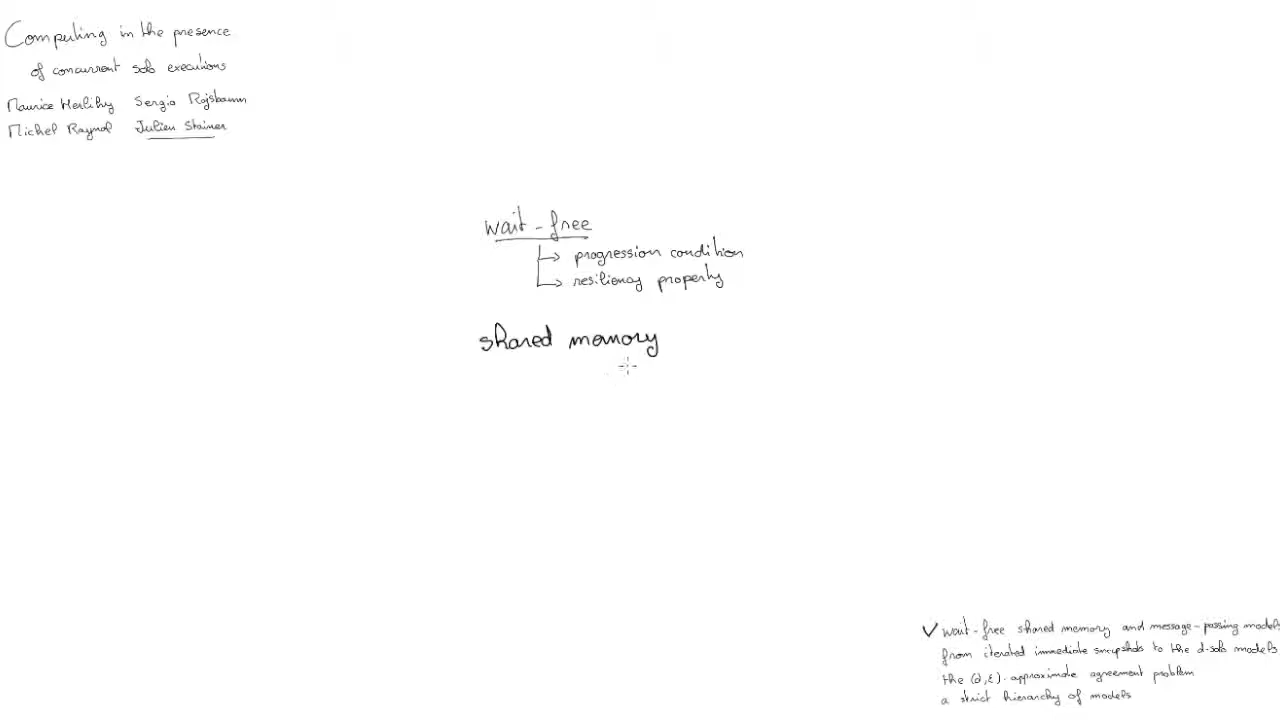 Computing in the presence
of concurrent solo executions
Maurice Herlihy Sergio Rajsbaum
Michel Raynal Julien Stainer
wait-free
progression condition
resiliency property
shared memory
wait-free shared memory and message-passing models
from iterated immediate snapshots to the d-solo models
the (d,ε)-approximate agreement problem
a strict hierarchy of models